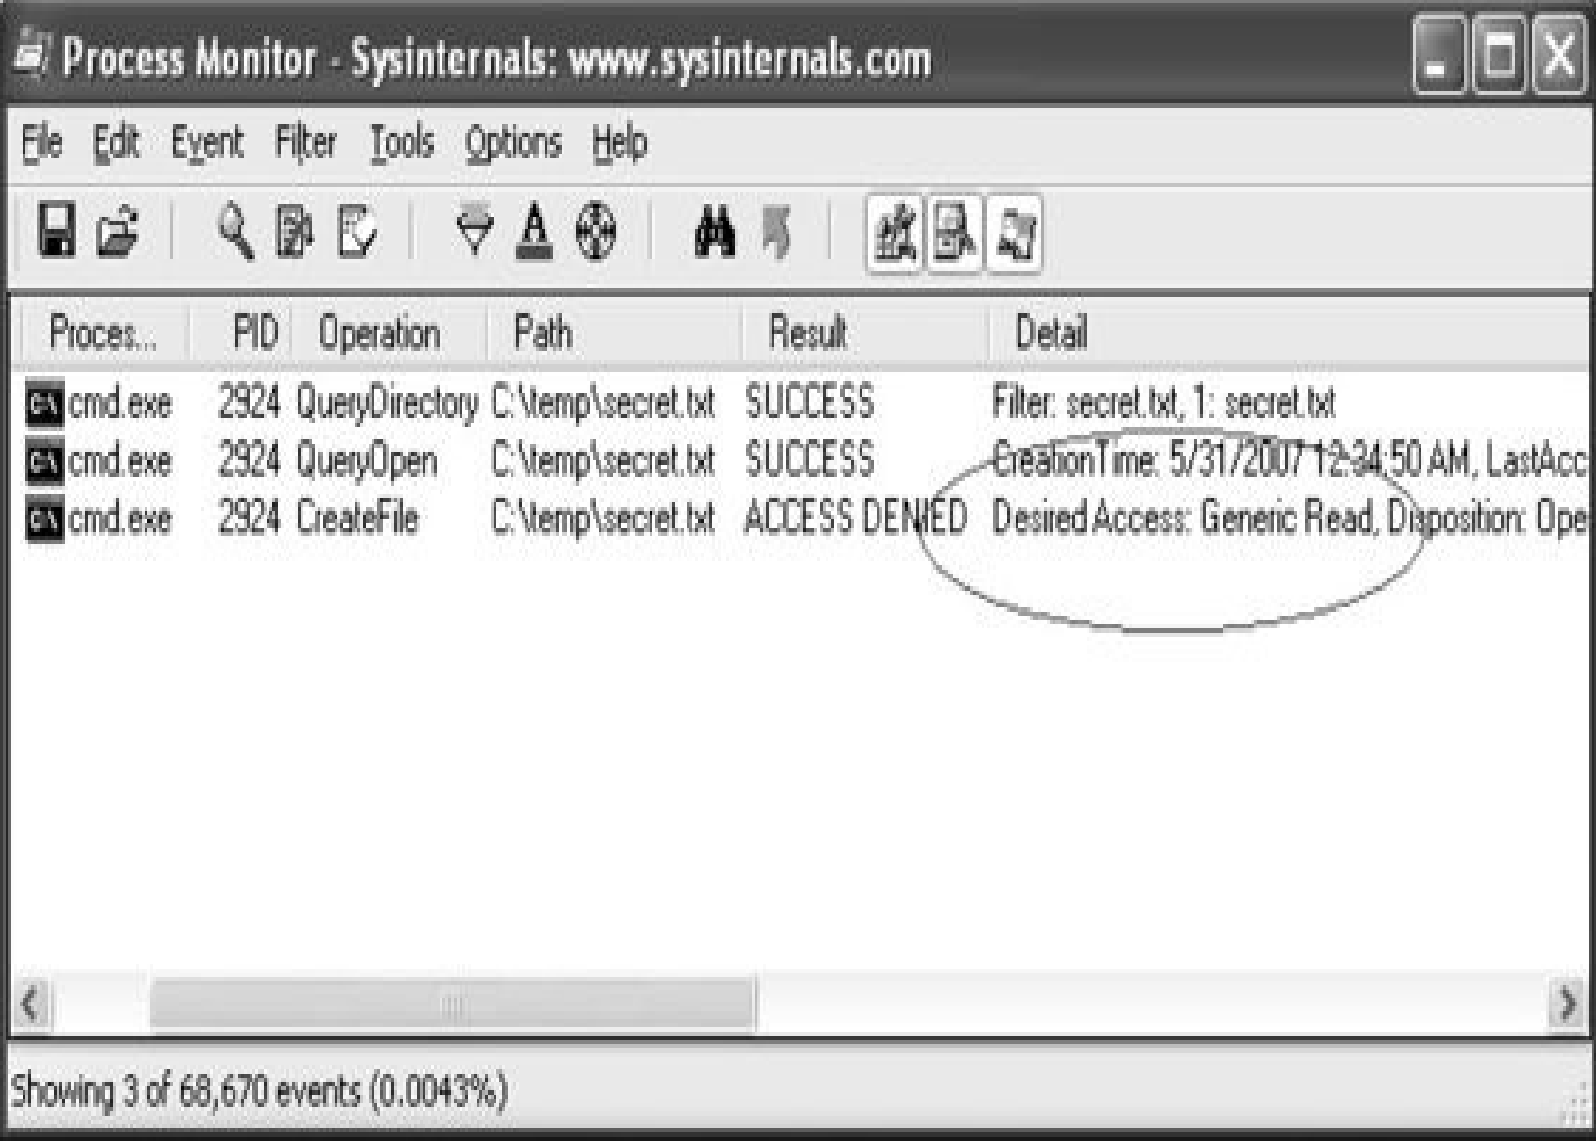 Process Monitor - Sysinternals: www.sysinternals.com
File Edit Event Filter Tools Options Help
Proces... PID Operation Path Result Detail
cmd.exe 2924 QueryDirectory C:\temp\secret.txt SUCCESS Filter: secret.txt, 1: secret.txt
cmd.exe 2924 QueryOpen C:\temp\secret.txt SUCCESS CreationTime: 5/31/2007 12:34:50 AM, LastAcc
cmd.exe 2924 CreateFile C:\temp\secret.txt ACCESS DENIED Desired Access: Generic Read, Disposition: Ope
Showing 3 of 68,670 events (0.0043%)